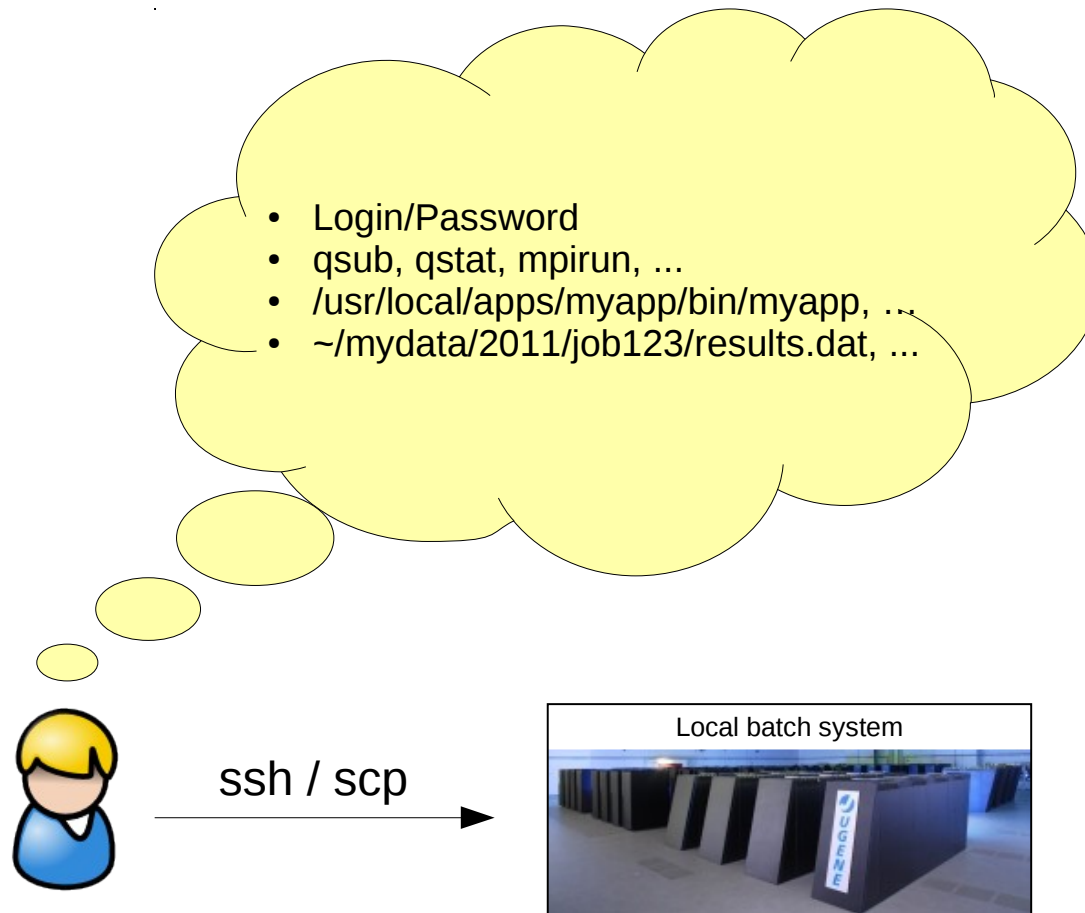 • Login/Password
• qsub, qstat, mpirun, ...
• /usr/local/apps/myapp/bin/myapp, ...
• ~/mydata/2011/job123/results.dat, ...
Local batch system
ssh / scp
JUGENE